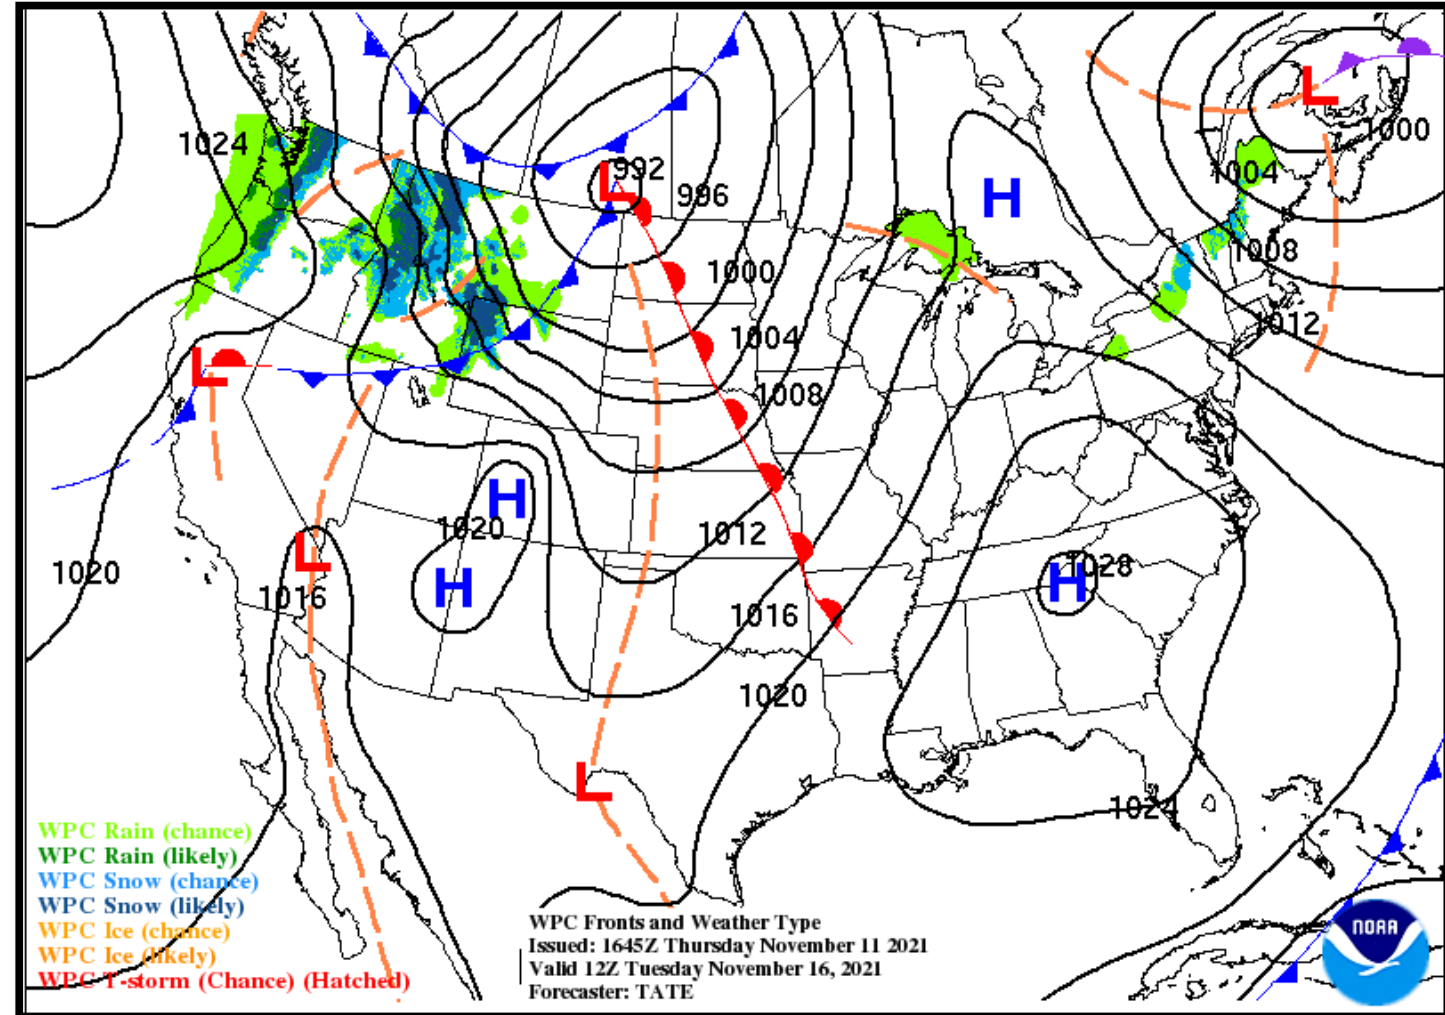 1024
992
996
1000
1004
1008
1000
1004
1008
1012
1020
1016
1020
1012
1016
1020
1028
1024
L
L
L
L
L
H
H
H
H
WPC Rain (chance)
WPC Rain (likely)
WPC Snow (chance)
WPC Snow (likely)
WPC Ice (chance)
WPC Ice (likely)
WPC T-storm (Chance) (Hatched)
WPC Fronts and Weather Type
Issued: 1645Z Thursday November 11 2021
Valid 12Z Tuesday November 16, 2021
Forecaster: TATE
NOAA